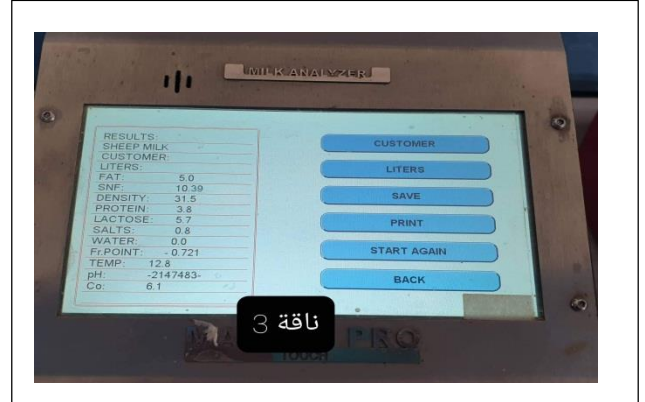 MILK ANALYZER
RESULTS:
SHEEP MILK
CUSTOMER:
LITERS:
FAT: 5.0
SNF: 10.39
DENSITY: 31.5
PROTEIN: 3.8
LACTOSE: 5.7
SALTS: 0.8
WATER: 0.0
Fr.POINT: - 0.721
TEMP: 12.8
pH: -2147483-
Co: 6.1
CUSTOMER
LITERS
SAVE
PRINT
START AGAIN
BACK
ناقة 3
PRO
TOUCH